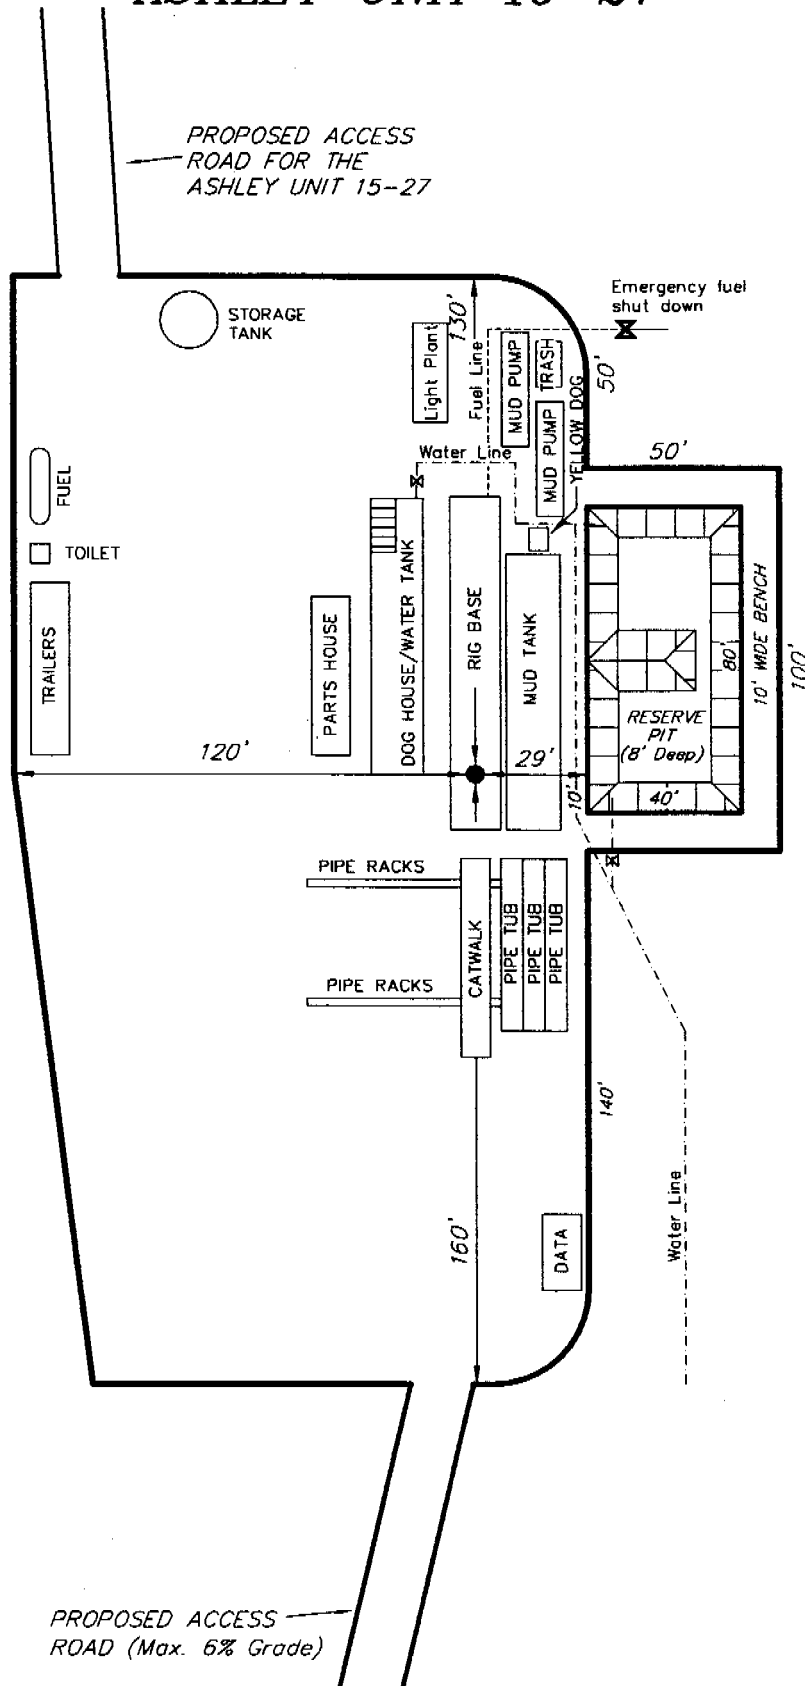 PROPOSED ACCESS
ROAD FOR THE
ASHLEY UNIT 15-27
STORAGE
TANK
Emergency fuel
shut down
Light Plant
130'
Fuel Line
MUD PUMP
TRASH
MUD PUMP
YELLOW DOG
50'
50'
Water Line
FUEL
TOILET
TRAILERS
PARTS HOUSE
DOG HOUSE/WATER TANK
RIG BASE
MUD TANK
80'
10' WIDE BENCH
100'
RESERVE
PIT
(8' Deep)
120'
29'
10'
40'
PIPE RACKS
CATWALK
PIPE TUB
PIPE TUB
PIPE TUB
PIPE RACKS
140'
Water Line
160'
DATA
PROPOSED ACCESS
ROAD (Max. 6% Grade)